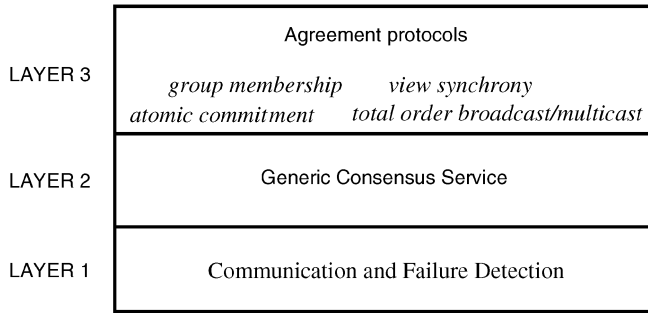 Agreement protocols
LAYER 3
group membership view synchrony
atomic commitment total order broadcast/multicast
LAYER 2 Generic Consensus Service
LAYER 1 Communication and Failure Detection